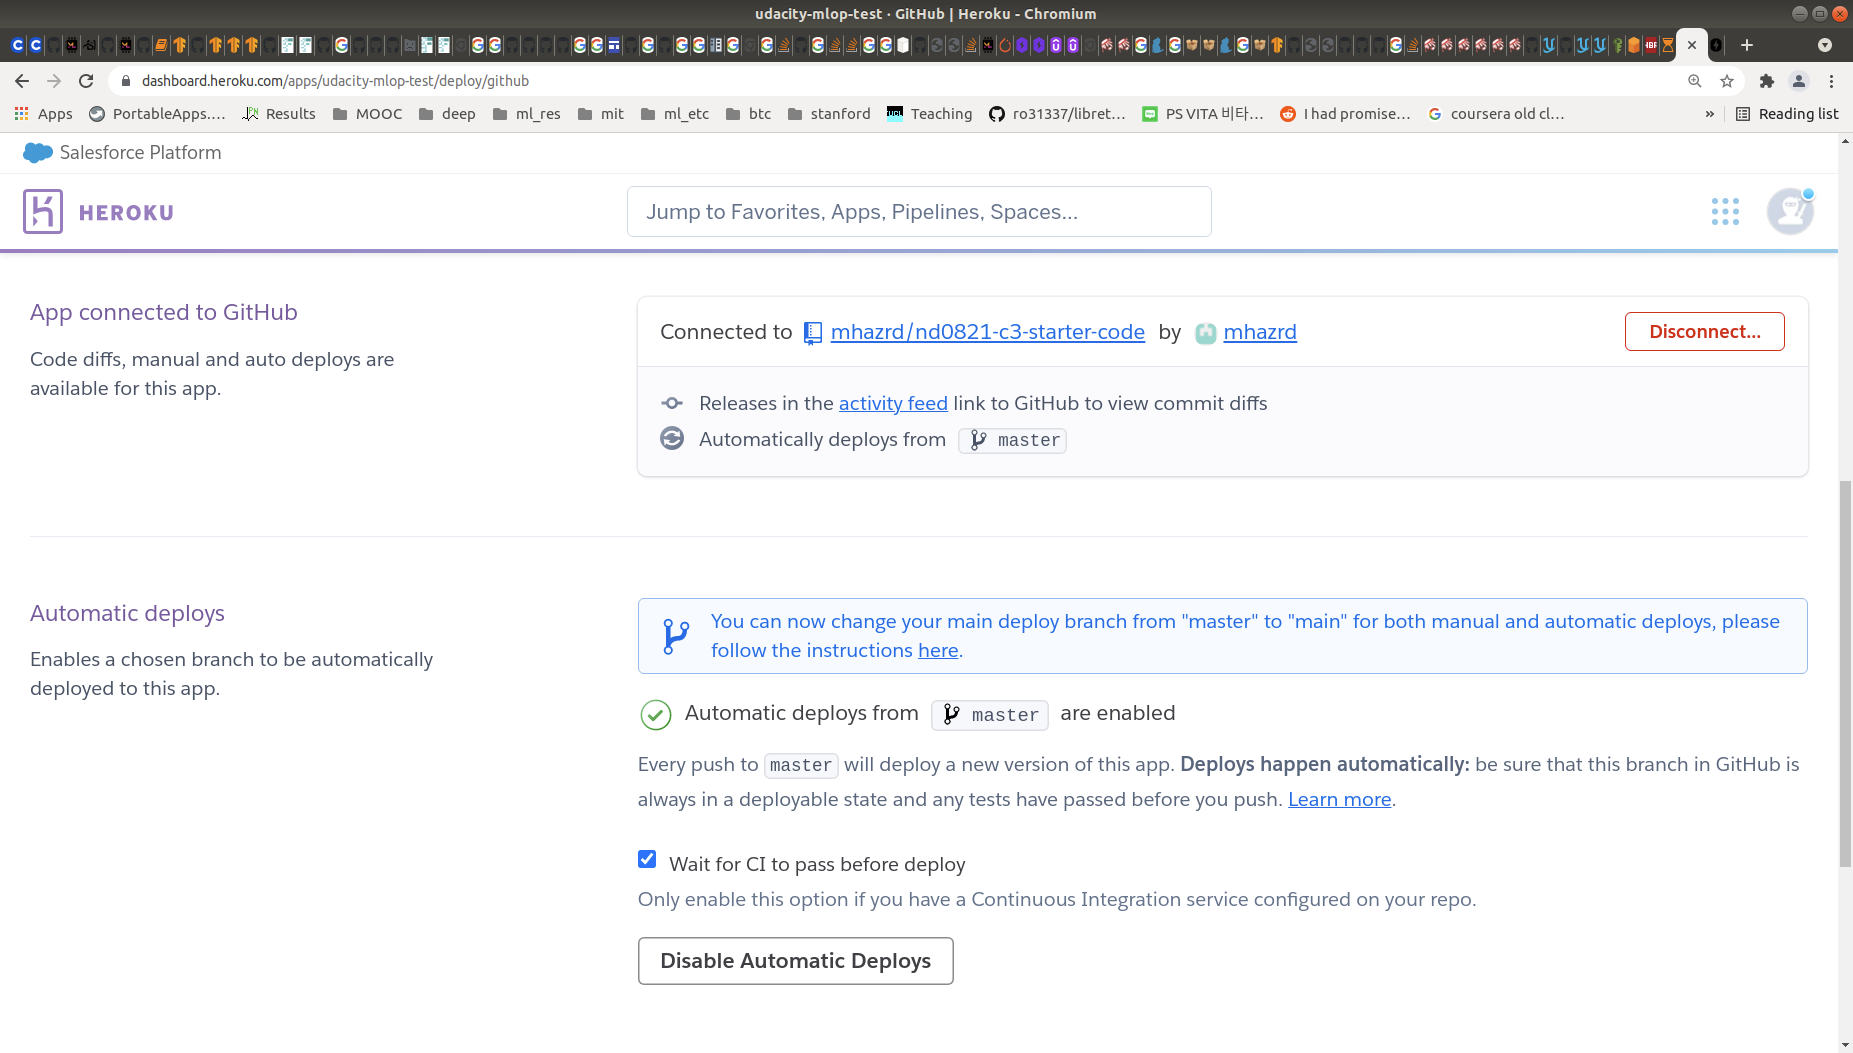 udacity-mlop-test · GitHub | Heroku - Chromium
dashboard.heroku.com/apps/udacity-mlop-test/deploy/github
Apps PortableApps.... Results MOOC deep ml_res mit ml_etc btc stanford Teaching ro31337/libret... PS VITA 비타... I had promise... coursera old cl... » Reading list
Salesforce Platform
HEROKU
Jump to Favorites, Apps, Pipelines, Spaces...
App connected to GitHub
Code diffs, manual and auto deploys are
available for this app.
Connected to mhazrd/nd0821-c3-starter-code by mhazrd
Disconnect...
Releases in the activity feed link to GitHub to view commit diffs
Automatically deploys from master
Automatic deploys
Enables a chosen branch to be automatically
deployed to this app.
You can now change your main deploy branch from "master" to "main" for both manual and automatic deploys, please
follow the instructions here.
Automatic deploys from master are enabled
Every push to master will deploy a new version of this app. Deploys happen automatically: be sure that this branch in GitHub is
always in a deployable state and any tests have passed before you push. Learn more.
Wait for CI to pass before deploy
Only enable this option if you have a Continuous Integration service configured on your repo.
Disable Automatic Deploys